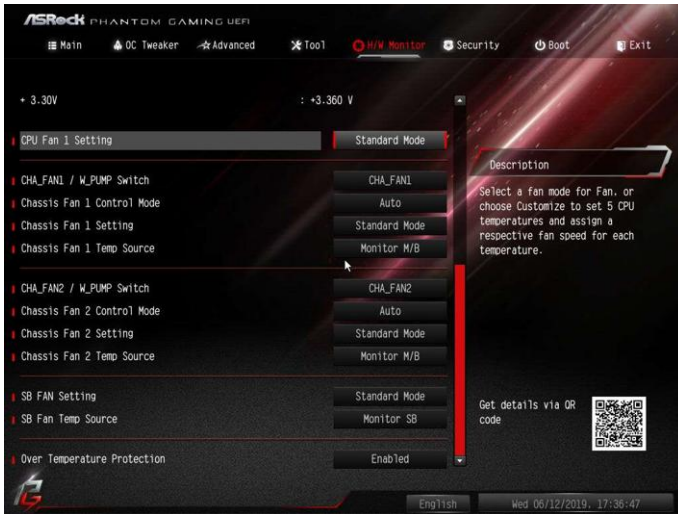 ASRock PHANTOM GAMING UEFI
Main OC Tweaker Advanced Tool H/W Monitor Security Boot Exit
+ 3.30V : +3.360 V
CPU Fan 1 Setting Standard Mode
CHA_FAN1 / W_PUMP Switch CHA_FAN1
Chassis Fan 1 Control Mode Auto
Chassis Fan 1 Setting Standard Mode
Chassis Fan 1 Temp Source Monitor M/B
CHA_FAN2 / W_PUMP Switch CHA_FAN2
Chassis Fan 2 Control Mode Auto
Chassis Fan 2 Setting Standard Mode
Chassis Fan 2 Temp Source Monitor M/B
SB FAN Setting Standard Mode
SB Fan Temp Source Monitor SB
Over Temperature Protection Enabled
Description
Select a fan mode for Fan. or
choose Customize to set 5 CPU
temperatures and assign a
respective fan speed for each
temperature.
Get details via QR
code
English Wed 06/12/2019. 17:36:47